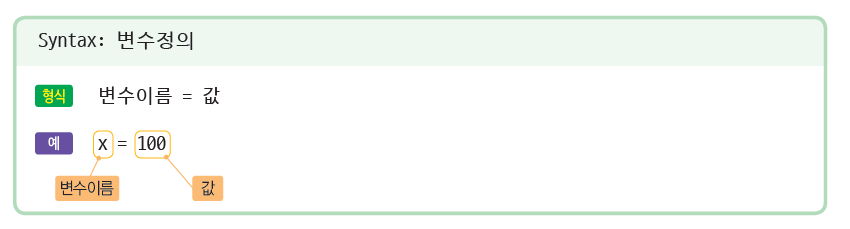 Syntax: 변수정의
형식 변수이름 = 값
예 x = 100
변수이름 값